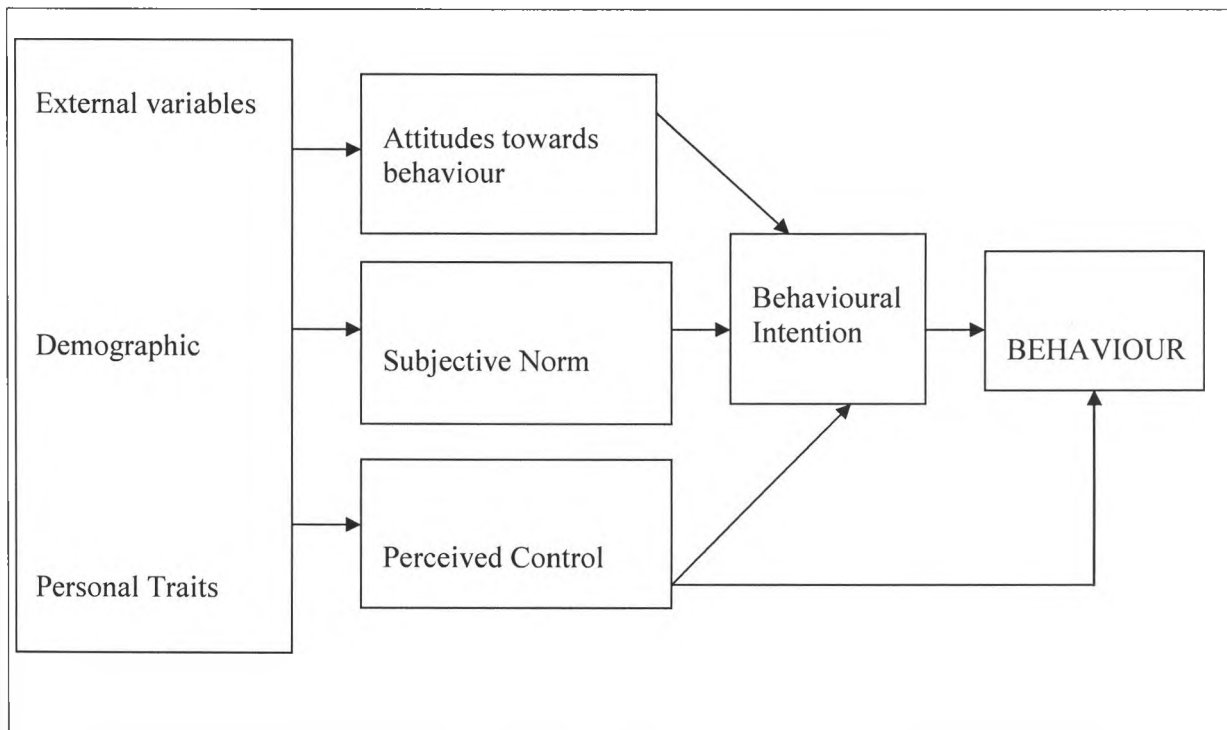 External variables
Demographic
Personal Traits
Attitudes towards
behaviour
Subjective Norm
Perceived Control
Behavioural
Intention
BEHAVIOUR